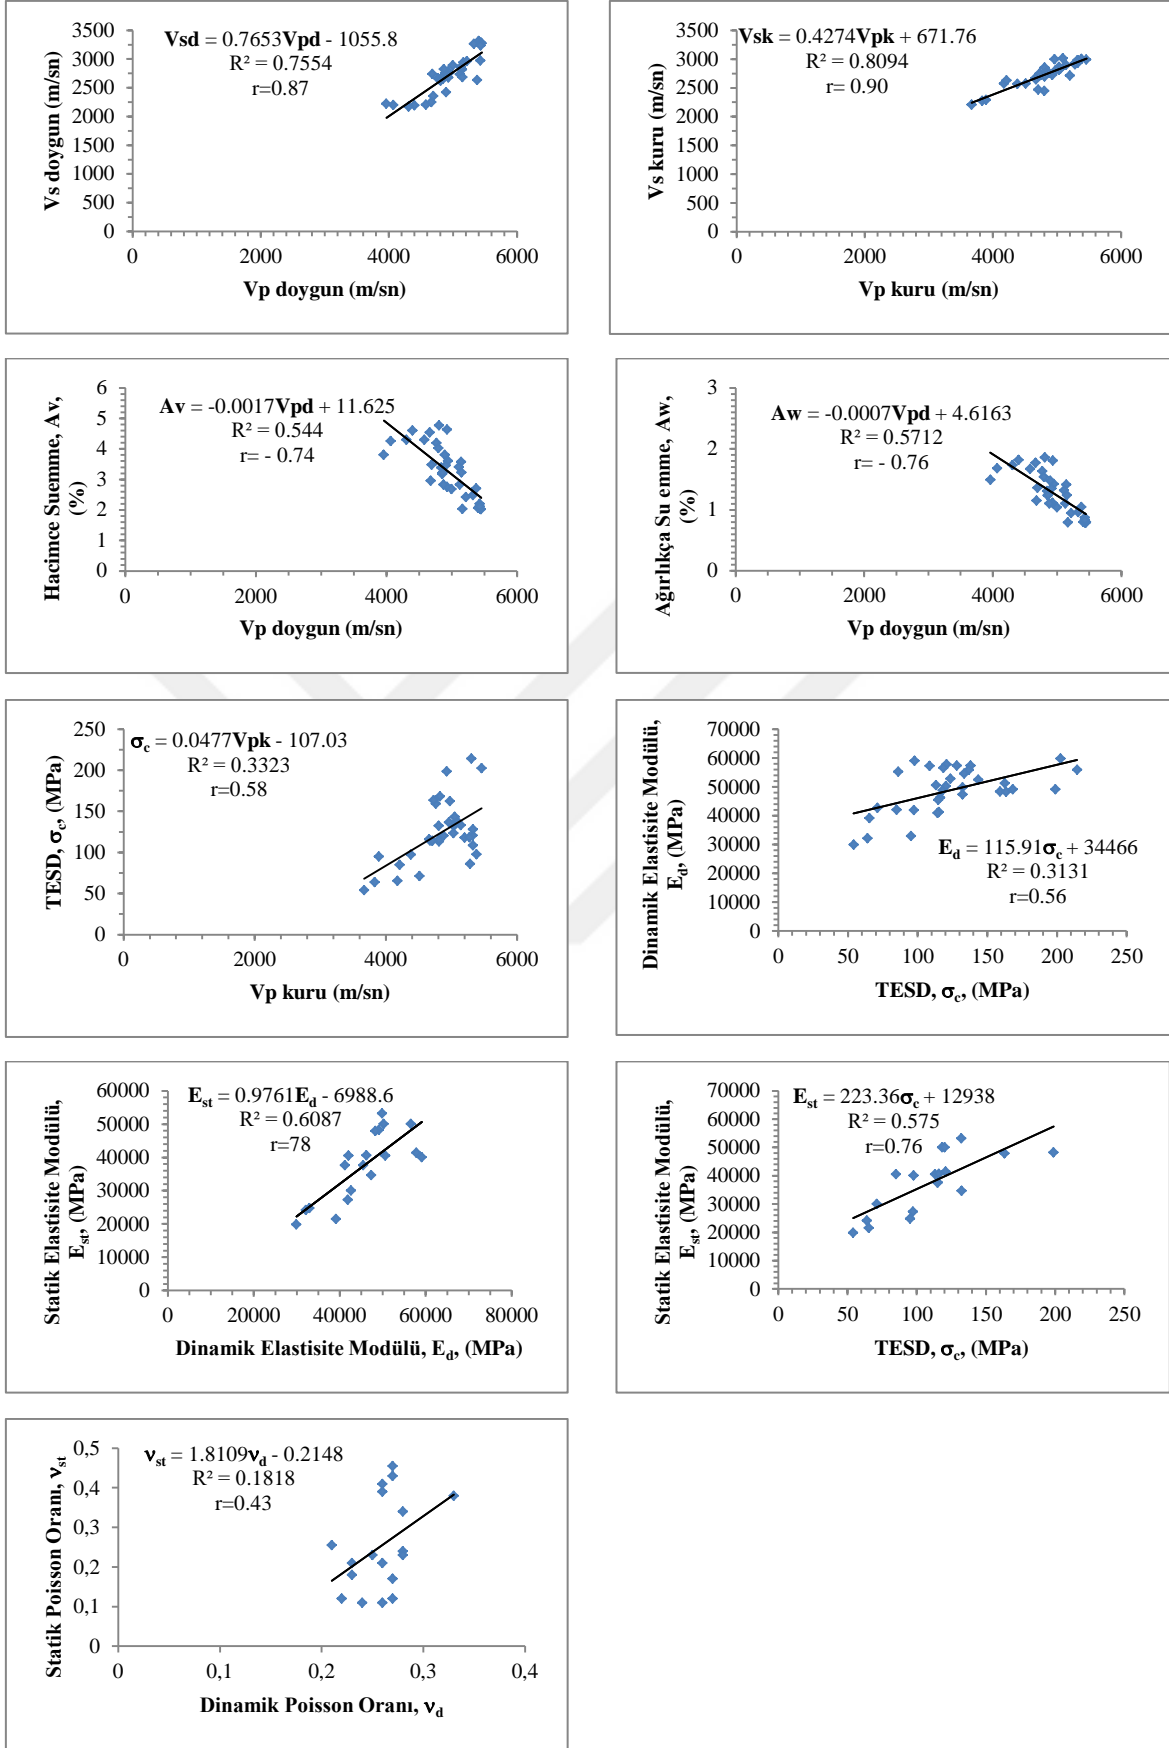 Vsd = 0.7653Vpd - 1055.8
R² = 0.7554
r=0.87
3500
3000
2500
2000
1500
1000
500
0
0 2000 4000 6000
Vs doygun (m/sn)
Vp doygun (m/sn)
Vsk = 0.4274Vpk + 671.76
R² = 0.8094
r= 0.90
3500
3000
2500
2000
1500
1000
500
0
0 2000 4000 6000
Vs kuru (m/sn)
Vp kuru (m/sn)
Av = -0.0017Vpd + 11.625
R² = 0.544
r= - 0.74
6
5
4
3
2
1
0
0 2000 4000 6000
Hacimce Suemme, Av,
(%)
Vp doygun (m/sn)
Aw = -0.0007Vpd + 4.6163
R² = 0.5712
r= - 0.76
3
2
1
0
0 2000 4000 6000
Ağırlıkça Su emme, Aw,
(%)
Vp doygun (m/sn)
σc = 0.0477Vpk - 107.03
R² = 0.3323
r=0.58
250
200
150
100
50
0
0 2000 4000 6000
TESD, σc, (MPa)
Vp kuru (m/sn)
Ed = 115.91σc + 34466
R² = 0.3131
r=0.56
70000
60000
50000
40000
30000
20000
10000
0
0 50 100 150 200 250
Dinamik Elastisite Modülü,
Ed, (MPa)
TESD, σc, (MPa)
Est = 0.9761Ed - 6988.6
R² = 0.6087
r=78
60000
50000
40000
30000
20000
10000
0
0 20000 40000 60000 80000
Statik Elastisite Modülü,
Est, (MPa)
Dinamik Elastisite Modülü, Ed, (MPa)
Est = 223.36σc + 12938
R² = 0.575
r=0.76
70000
60000
50000
40000
30000
20000
10000
0
0 50 100 150 200 250
Statik Elastisite Modülü,
Est, (MPa)
TESD, σc, (MPa)
νst = 1.8109νd - 0.2148
R² = 0.1818
r=0.43
0,5
0,4
0,3
0,2
0,1
0
0 0,1 0,2 0,3 0,4
Statik Poisson Oranı, νst
Dinamik Poisson Oranı, νd